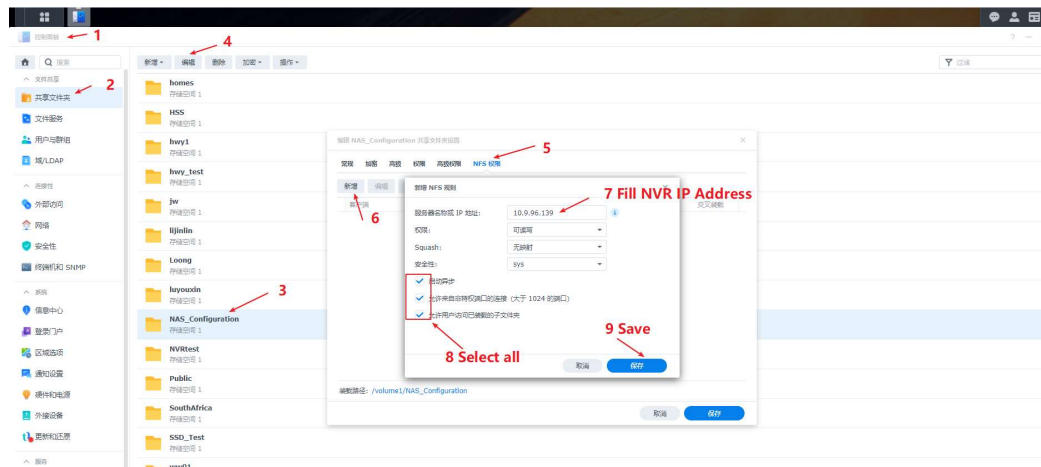 控制面板
1
搜索
文件共享
共享文件夹
2
文件服务
用户与群组
域/LDAP
连接性
外部访问
网络
安全性
终端机和 SNMP
系统
信息中心
登录门户
区域选项
通知设置
硬件和电源
外接设备
更新和还原
服务
4
新增 编辑 删除 加密 操作
过滤
homes
存储空间 1
HSS
存储空间 1
hwy1
存储空间 1
hwy_test
存储空间 1
jw
存储空间 1
lijinlin
存储空间 1
Loong
存储空间 1
luyouxin
存储空间 1
3
NAS_Configuration
存储空间 1
NVRtest
存储空间 1
Public
存储空间 1
SouthAfrica
存储空间 1
SSD_Test
存储空间 1
编辑 NAS_Configuration 共享文件夹设置
5
常规 加密 高级 权限 高级权限 NFS 权限
新增 编辑
客户端
交叉装载
6
新增 NFS 规则
7 Fill NVR IP Address
服务器名称或 IP 地址: 10.9.96.139
权限: 可读写
Squash: 无映射
安全性: sys
启动异步
允许来自非特权端口的连接 (大于 1024 的端口)
允许用户访问已装载的子文件夹
8 Select all
9 Save
取消 保存
装载路径: /volume1/NAS_Configuration
取消 保存